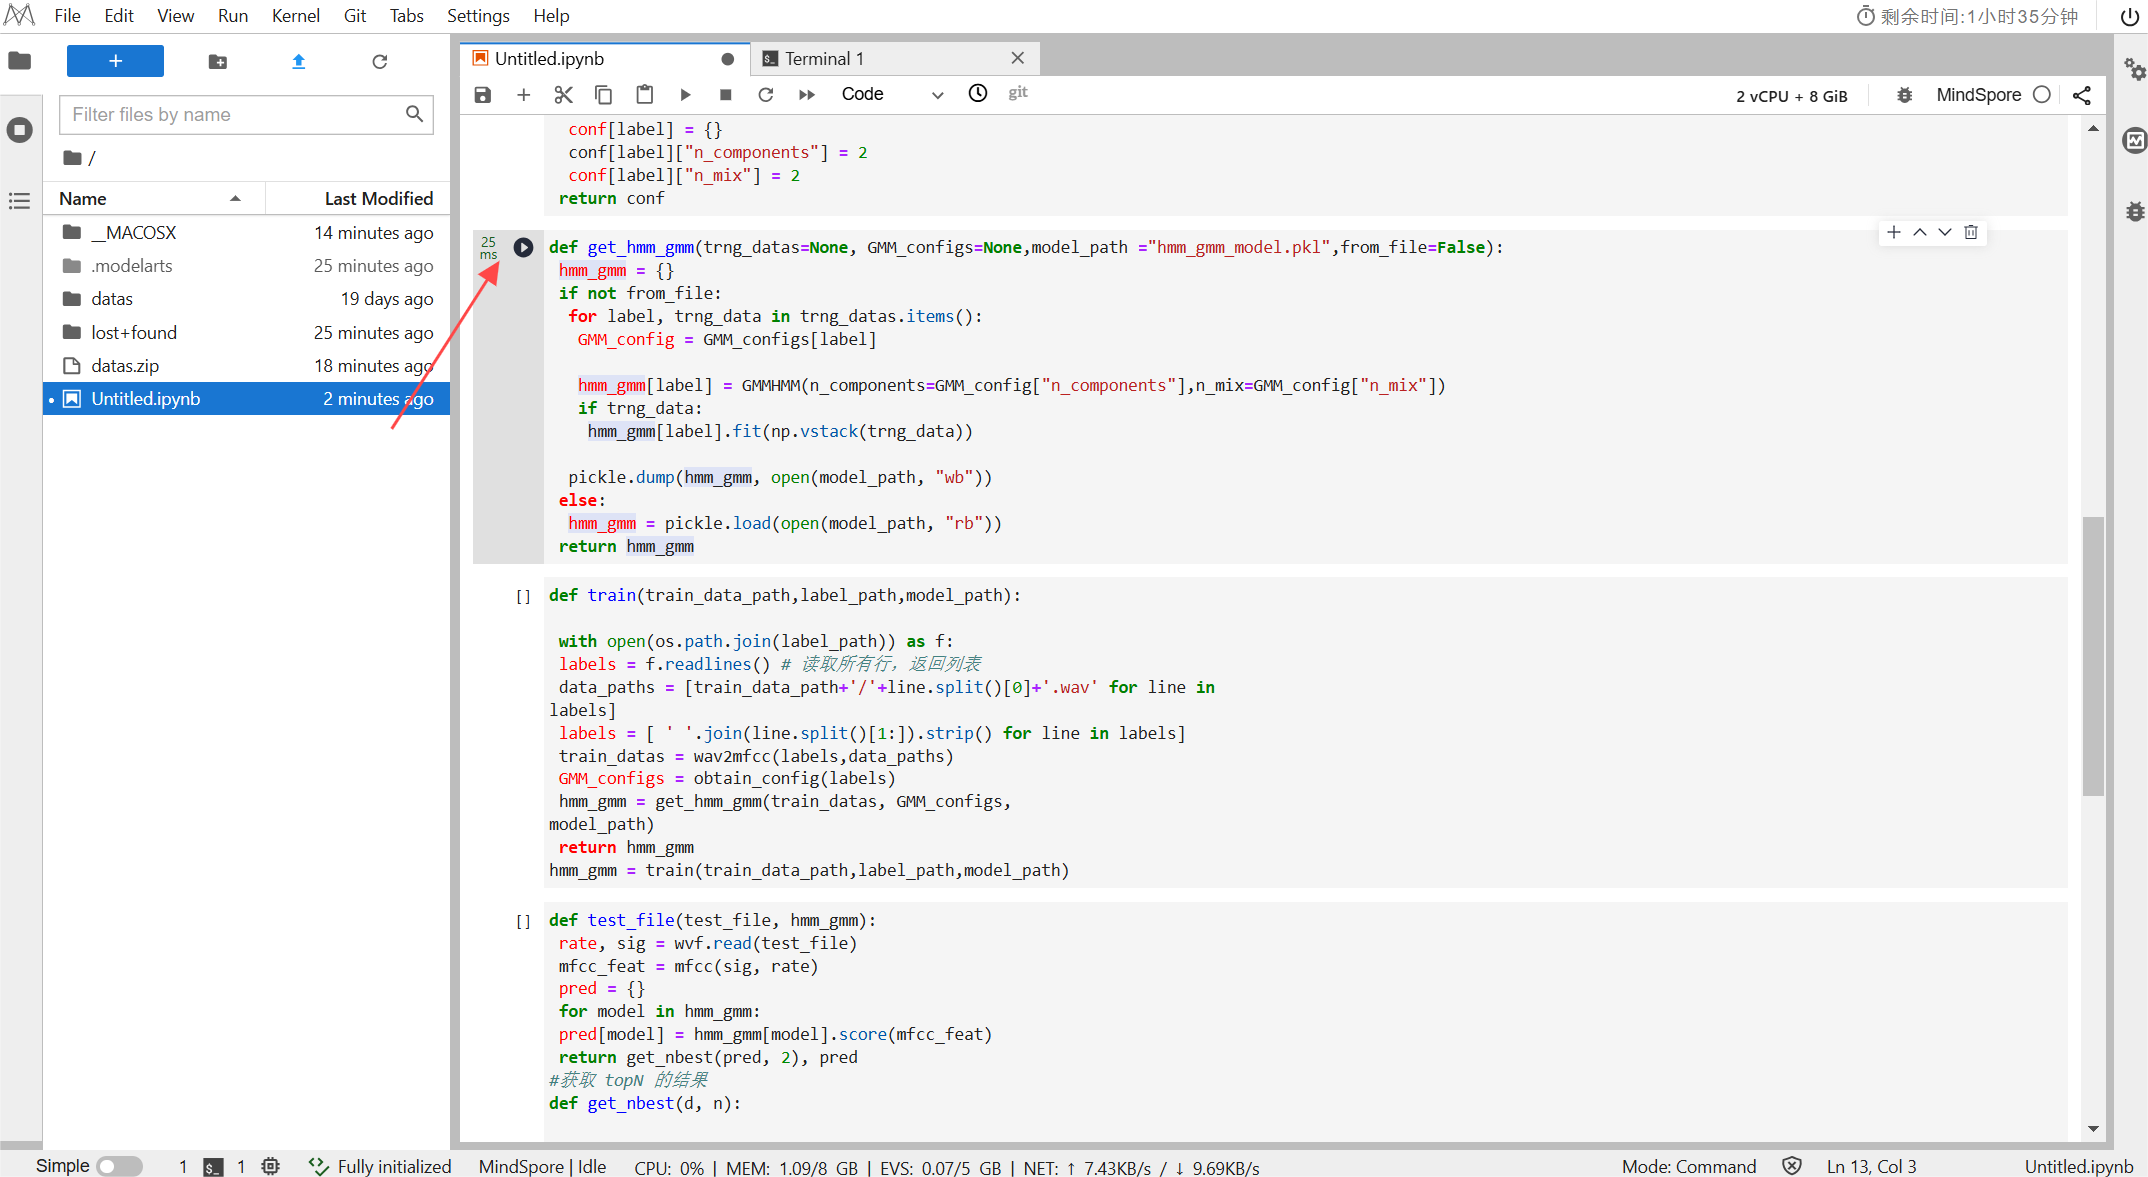 File Edit View Run Kernel Git Tabs Settings Help
剩余时间:1小时35分钟
Untitled.ipynb
Terminal 1
Filter files by name
Code
git
2 vCPU + 8 GiB
MindSpore
/
Name Last Modified
__MACOSX 14 minutes ago
.modelarts 25 minutes ago
datas 19 days ago
lost+found 25 minutes ago
datas.zip 18 minutes ago
Untitled.ipynb 2 minutes ago
conf[label] = {}
conf[label]["n_components"] = 2
conf[label]["n_mix"] = 2
return conf
25
ms
def get_hmm_gmm(trng_datas=None, GMM_configs=None,model_path ="hmm_gmm_model.pkl",from_file=False):
hmm_gmm = {}
if not from_file:
for label, trng_data in trng_datas.items():
GMM_config = GMM_configs[label]
hmm_gmm[label] = GMMHMM(n_components=GMM_config["n_components"],n_mix=GMM_config["n_mix"])
if trng_data:
hmm_gmm[label].fit(np.vstack(trng_data))
pickle.dump(hmm_gmm, open(model_path, "wb"))
else:
hmm_gmm = pickle.load(open(model_path, "rb"))
return hmm_gmm
[] def train(train_data_path,label_path,model_path):
with open(os.path.join(label_path)) as f:
labels = f.readlines() # 读取所有行，返回列表
data_paths = [train_data_path+'/'+line.split()[0]+'.wav' for line in
labels]
labels = [ ' '.join(line.split()[1:]).strip() for line in labels]
train_datas = wav2mfcc(labels,data_paths)
GMM_configs = obtain_config(labels)
hmm_gmm = get_hmm_gmm(train_datas, GMM_configs,
model_path)
return hmm_gmm
hmm_gmm = train(train_data_path,label_path,model_path)
[] def test_file(test_file, hmm_gmm):
rate, sig = wvf.read(test_file)
mfcc_feat = mfcc(sig, rate)
pred = {}
for model in hmm_gmm:
pred[model] = hmm_gmm[model].score(mfcc_feat)
return get_nbest(pred, 2), pred
#获取 topN 的结果
def get_nbest(d, n):
Simple 1 1 Fully initialized MindSpore | Idle CPU: 0% | MEM: 1.09/8 GB | EVS: 0.07/5 GB | NET: ↑ 7.43KB/s / ↓ 9.69KB/s Mode: Command Ln 13, Col 3 Untitled.ipynb